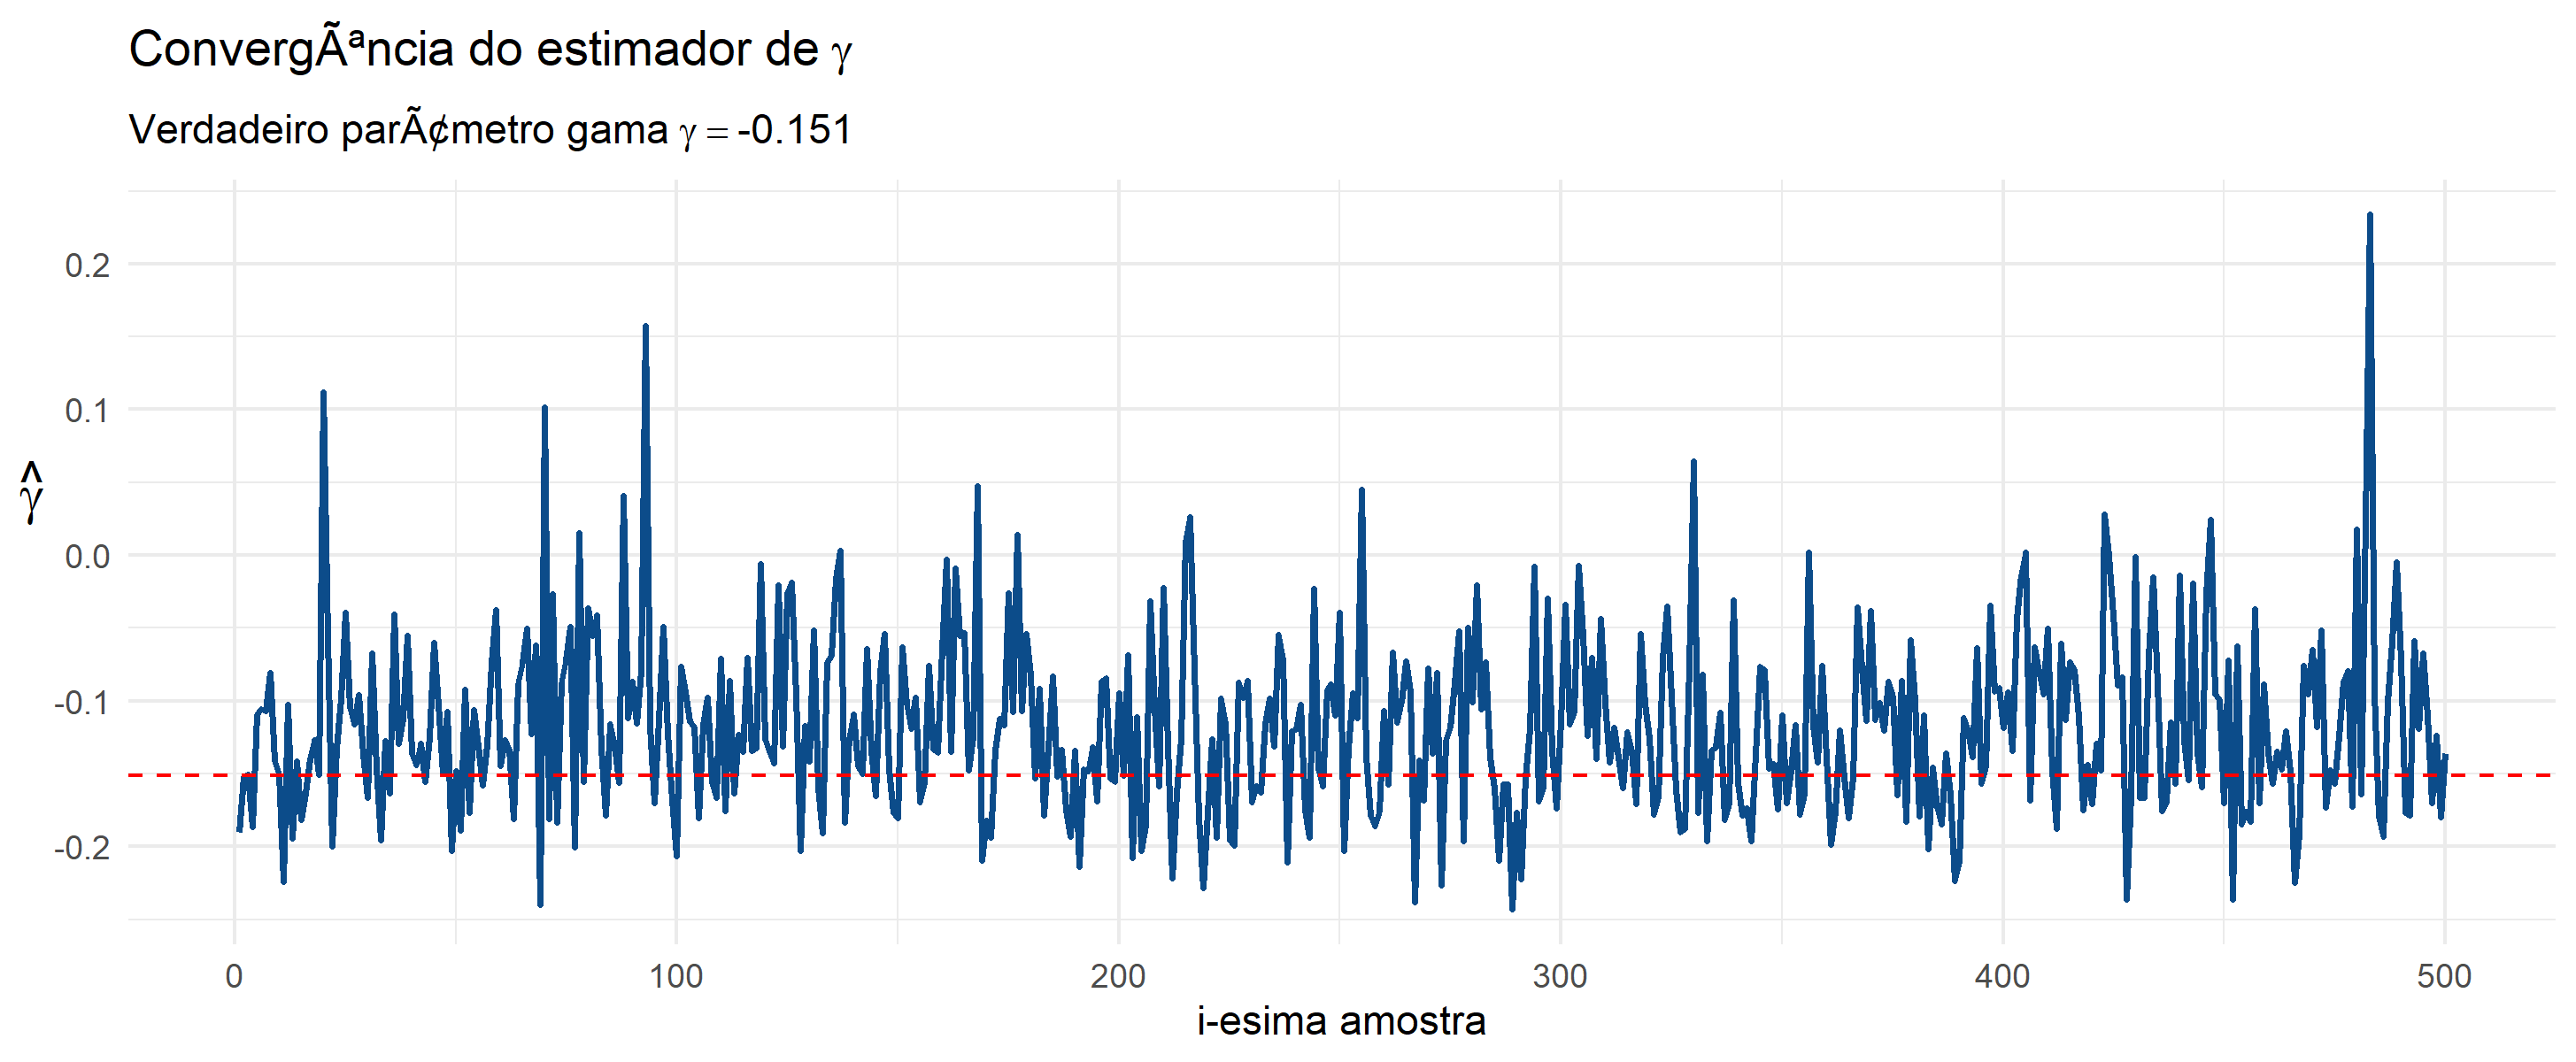 ConvergÃªncia do estimador de γ
Verdadeiro parÃ¢metro gama γ = -0.151
0.2
0.1
0.0
-0.1
-0.2
γ̂
0 100 200 300 400 500
i-esima amostra